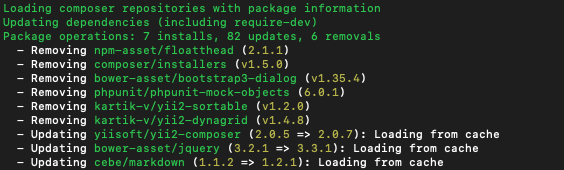 Loading composer repositories with package information
Updating dependencies (including require-dev)
Package operations: 7 installs, 82 updates, 6 removals
- Removing npm-asset/floatthead (2.1.1)
- Removing composer/installers (v1.5.0)
- Removing bower-asset/bootstrap3-dialog (v1.35.4)
- Removing phpunit/phpunit-mock-objects (6.0.1)
- Removing kartik-v/yii2-sortable (v1.2.0)
- Removing kartik-v/yii2-dynagrid (v1.4.8)
- Updating yiisoft/yii2-composer (2.0.5 => 2.0.7): Loading from cache
- Updating bower-asset/jquery (3.2.1 => 3.3.1): Loading from cache
- Updating cebe/markdown (1.1.2 => 1.2.1): Loading from cache